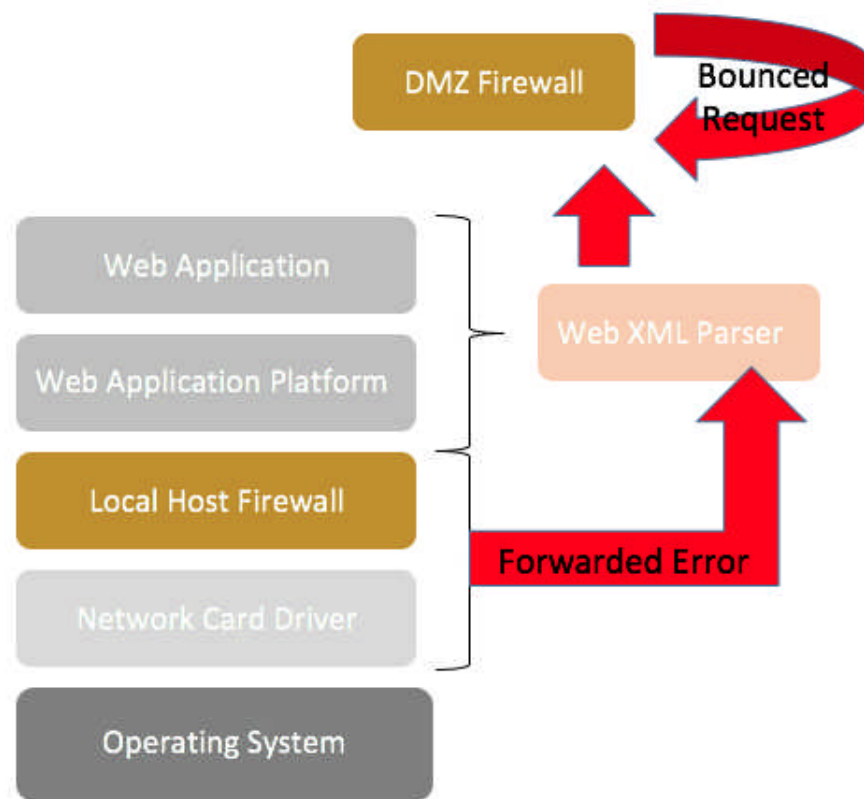 DMZ Firewall
Bounced
Request
Web Application
Web XML Parser
Web Application Platform
Local Host Firewall
Forwarded Error
Network Card Driver
Operating System